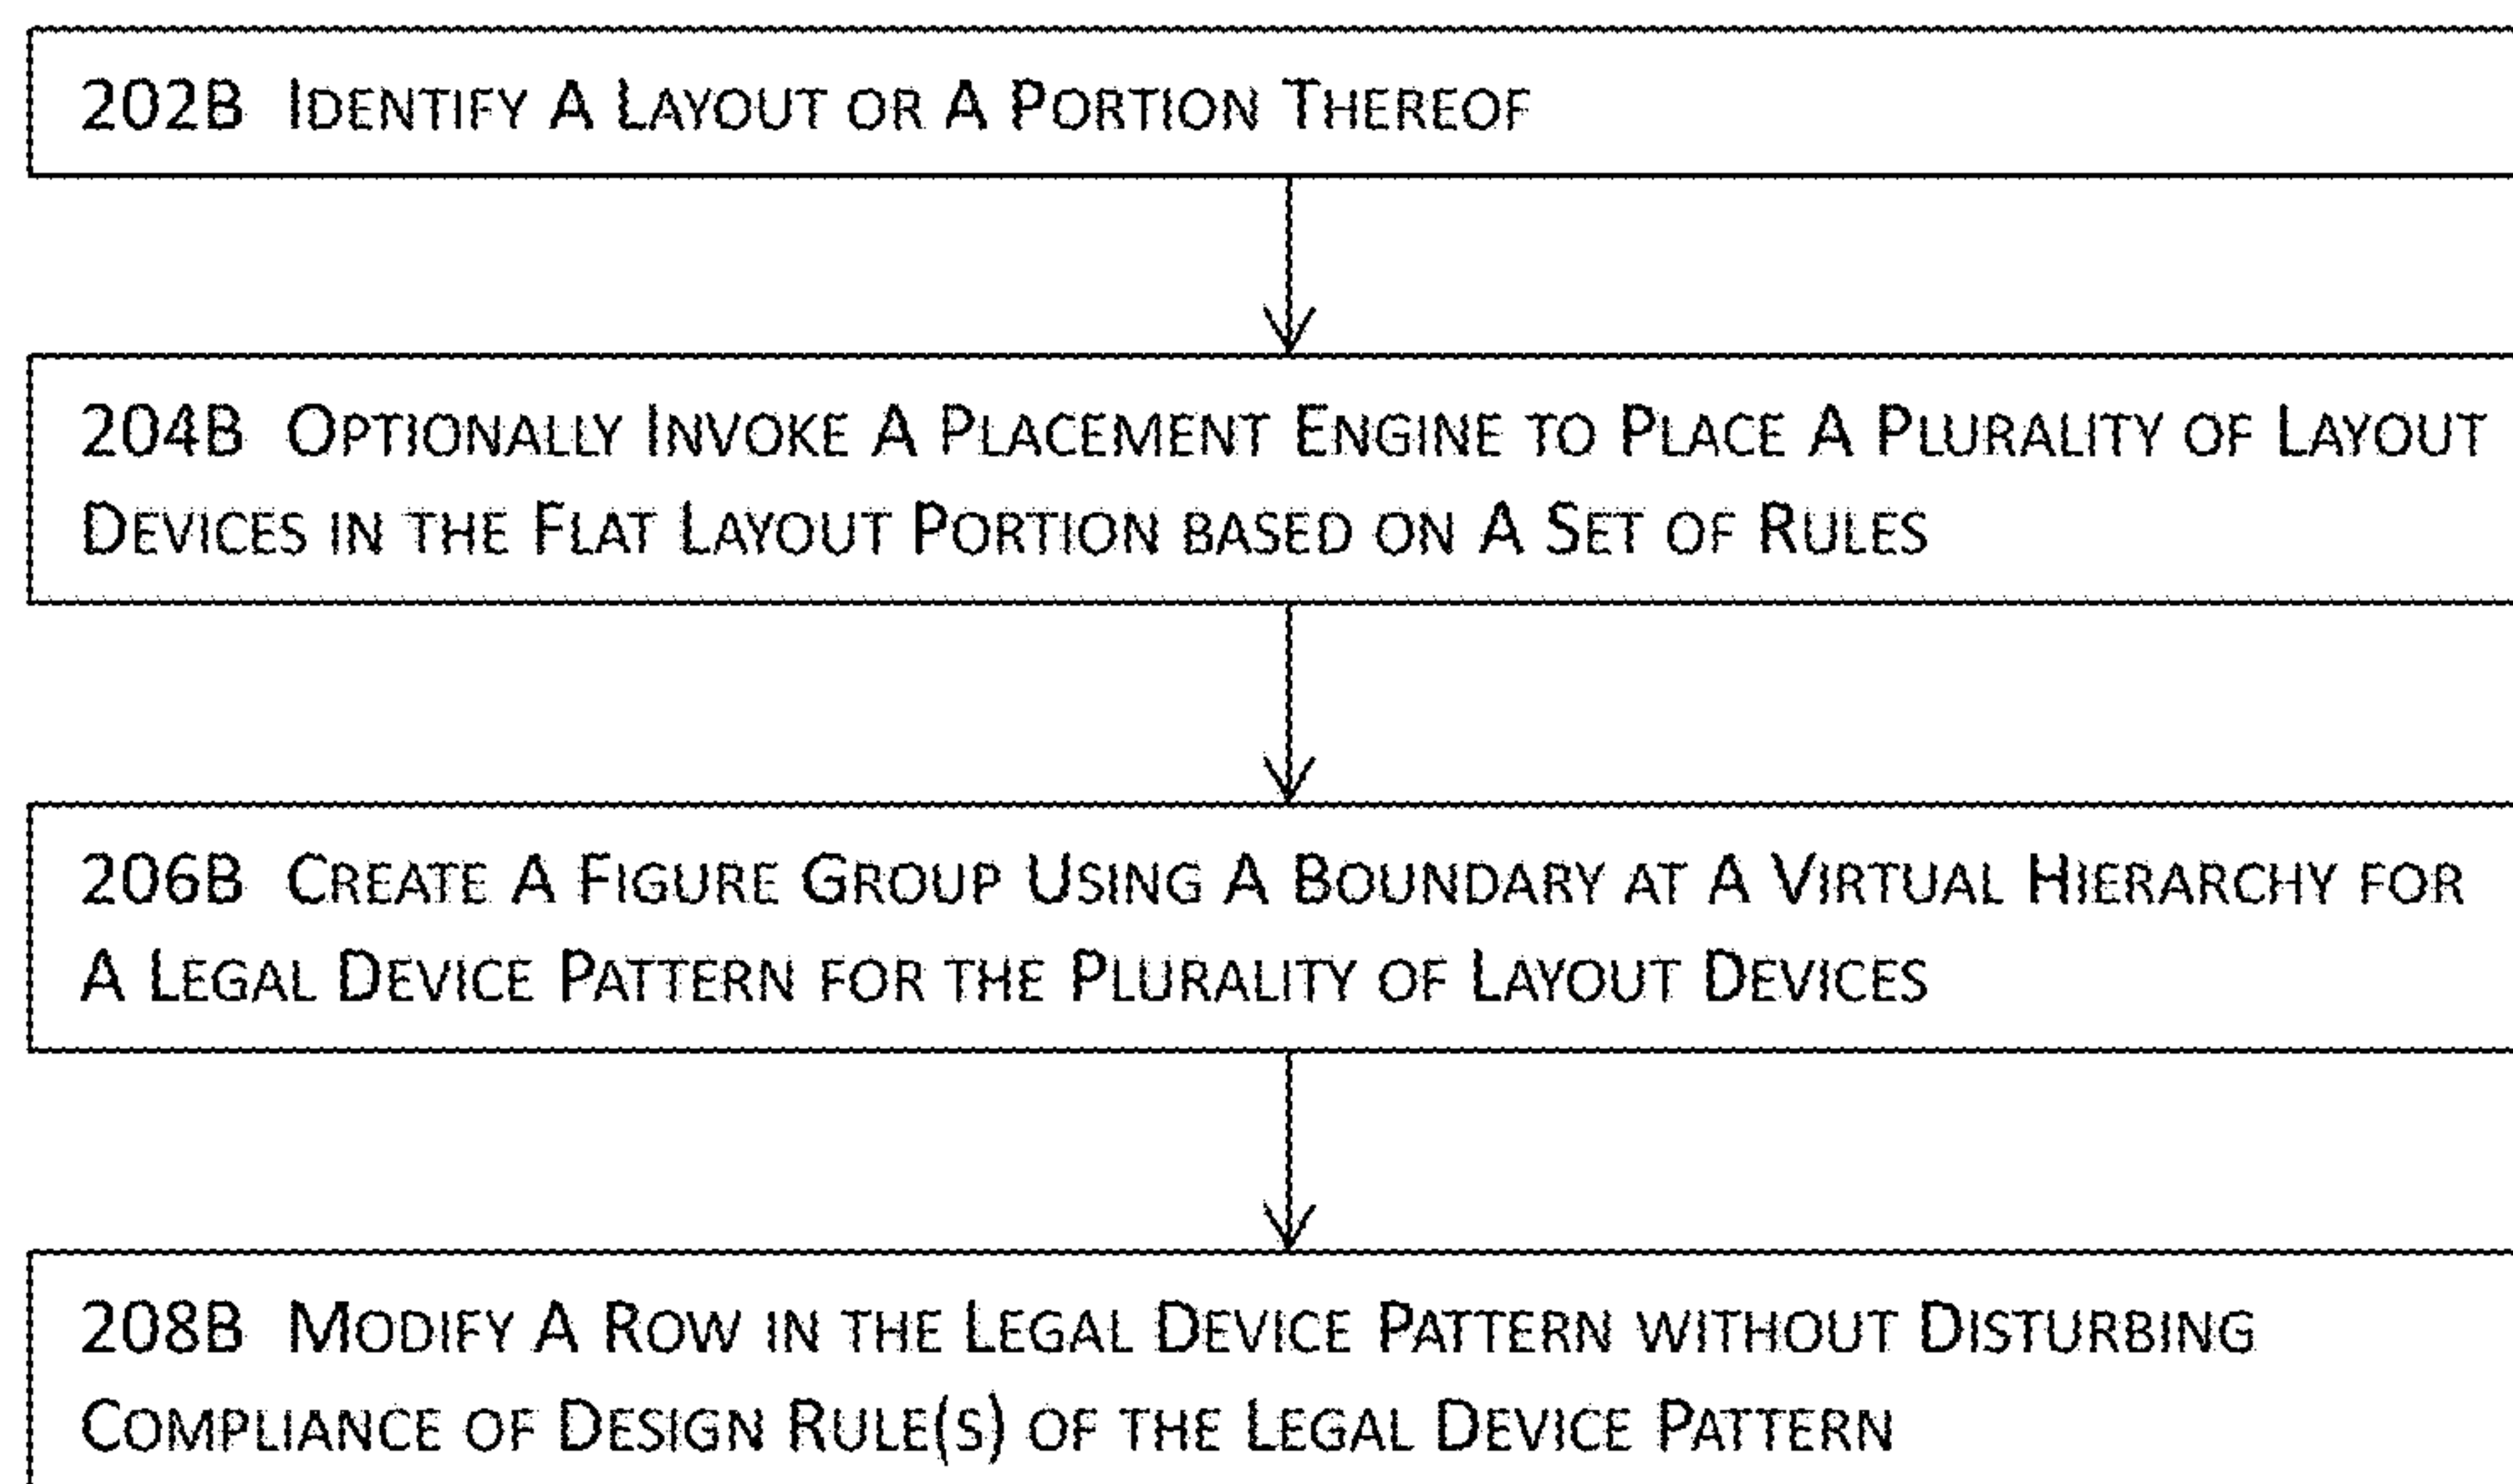 202B Identify A Layout or A Portion Thereof
204B Optionally Invoke A Placement Engine to Place A Plurality of Layout
Devices in the Flat Layout Portion based on A Set of Rules
206B Create A Figure Group Using A Boundary at A Virtual Hierarchy for
A Legal Device Pattern for the Plurality of Layout Devices
208B Modify A Row in the Legal Device Pattern without Disturbing
Compliance of Design Rule(s) of the Legal Device Pattern